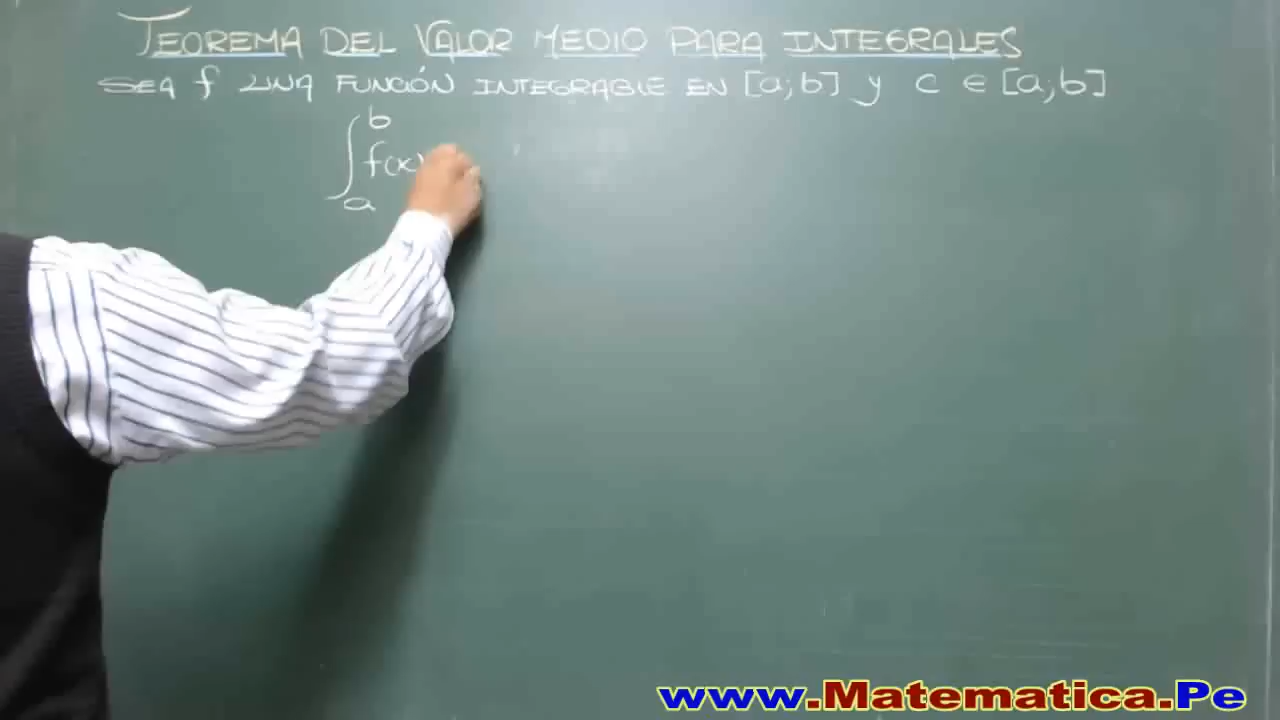 TEOREMA DEL VALOR MEDIO PARA INTEGRALES
SEA f UNA FUNCIÓN INTEGRABLE EN [a;b] y c ∈ [a;b]
b
∫ f(x)
a
www.Matematica.Pe